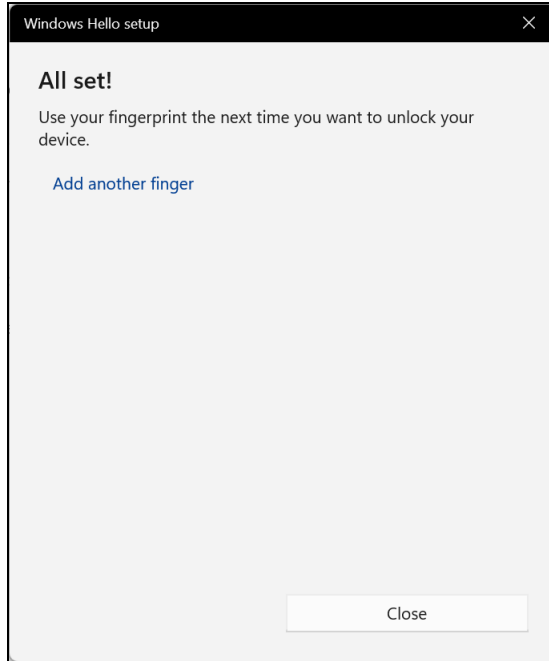 Windows Hello setup
All set!
Use your fingerprint the next time you want to unlock your
device.
Add another finger
Close